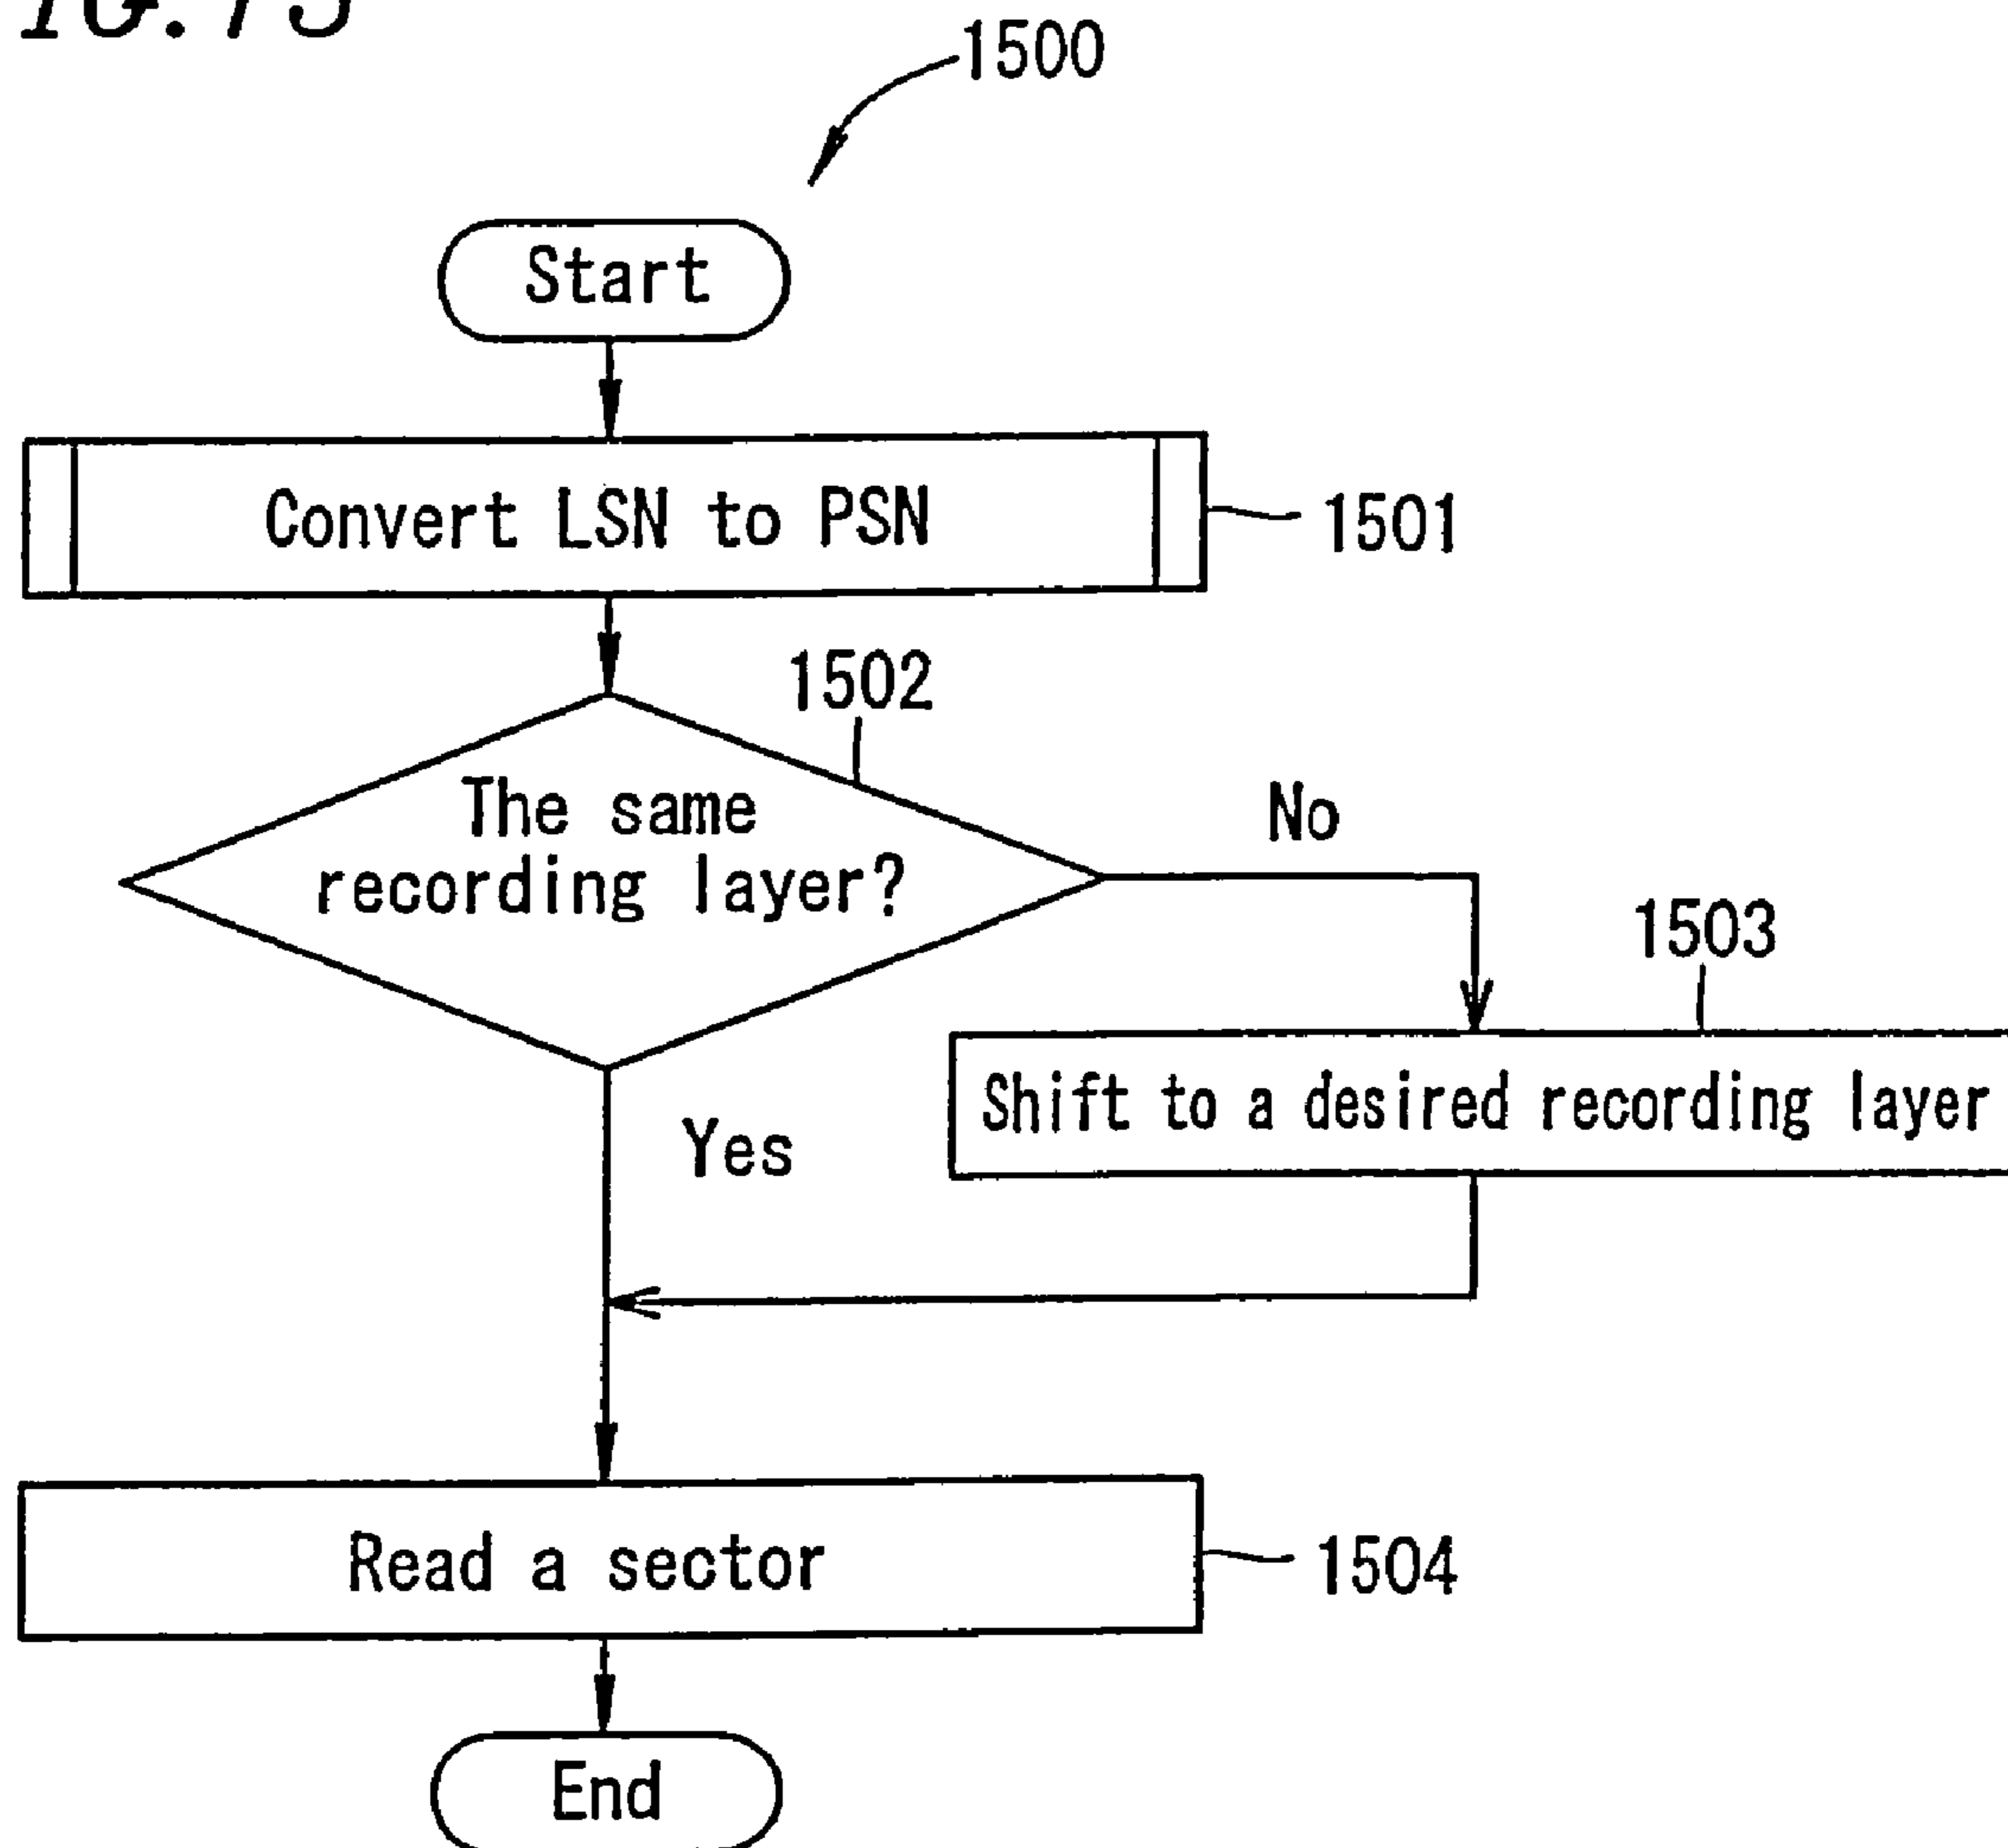 1500
Start
Convert LSN to PSN
1501
1502
The same
recording layer?
No
1503
Shift to a desired recording layer
Yes
Read a sector
1504
End